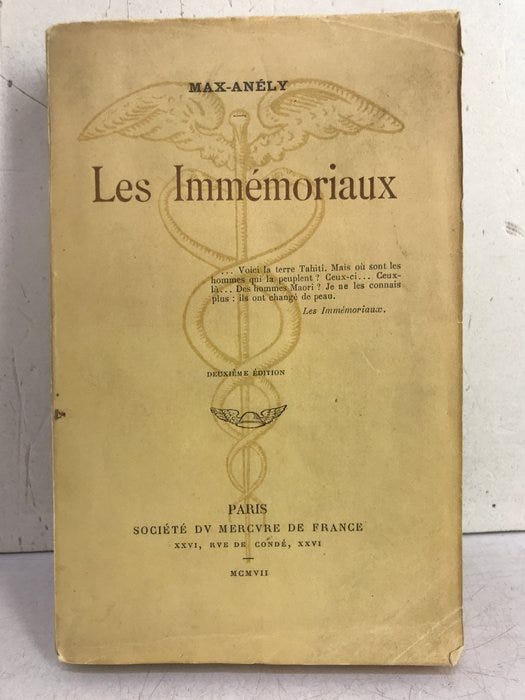 MAX-ANÉLY
Les Immémoriaux
... Voici la terre Tahiti. Mais où sont les
hommes qui la peuplent ? Ceux-ci... Ceux-
là... Des hommes Maori ? Je ne les connais
plus : ils ont changé de peau.
Les Immémoriaux.
DEUXIÈME ÉDITION
PARIS
SOCIÉTÉ DV MERCVRE DE FRANCE
XXVI, RVE DE CONDÉ, XXVI
MCMVII